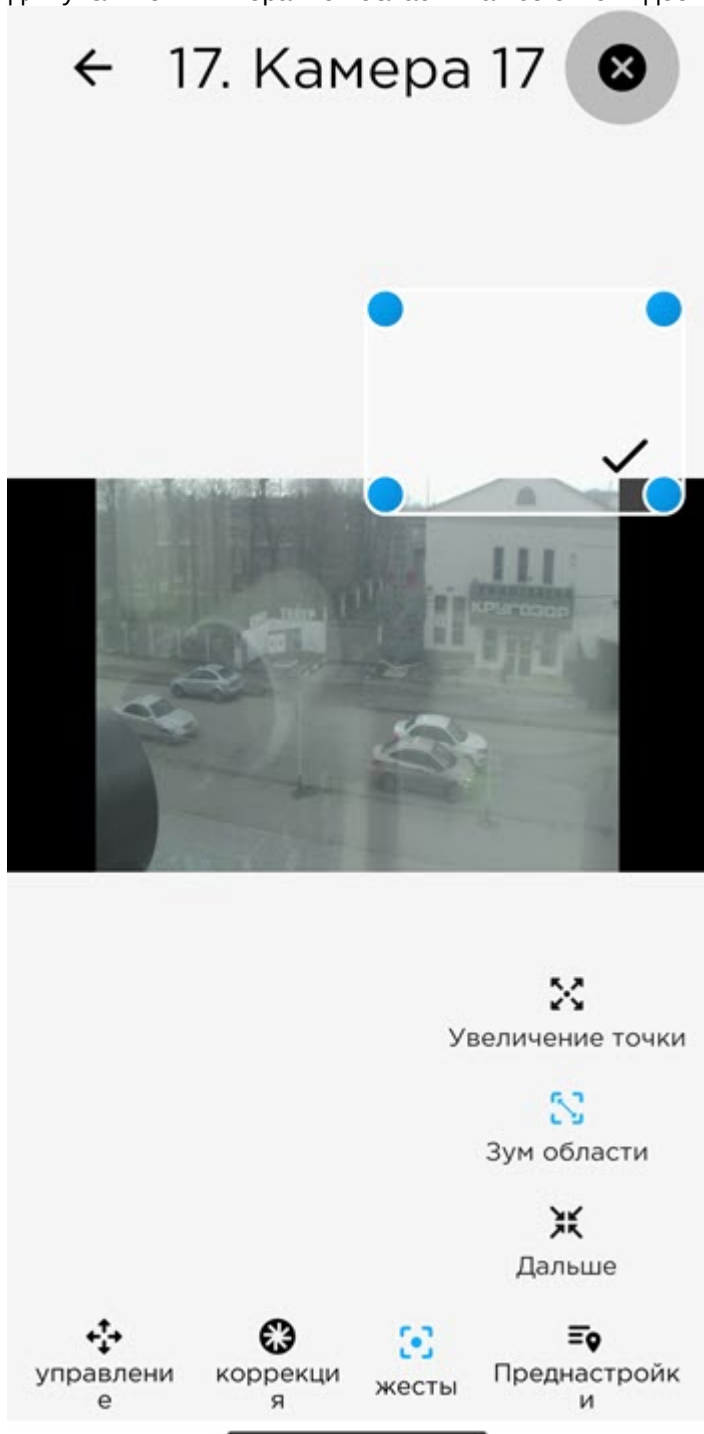 17. Камера 17
КРУГОЗОР
Увеличение точки
Зум области
Дальше
управлени
е
коррекци
я
жесты
Преднастройк
и